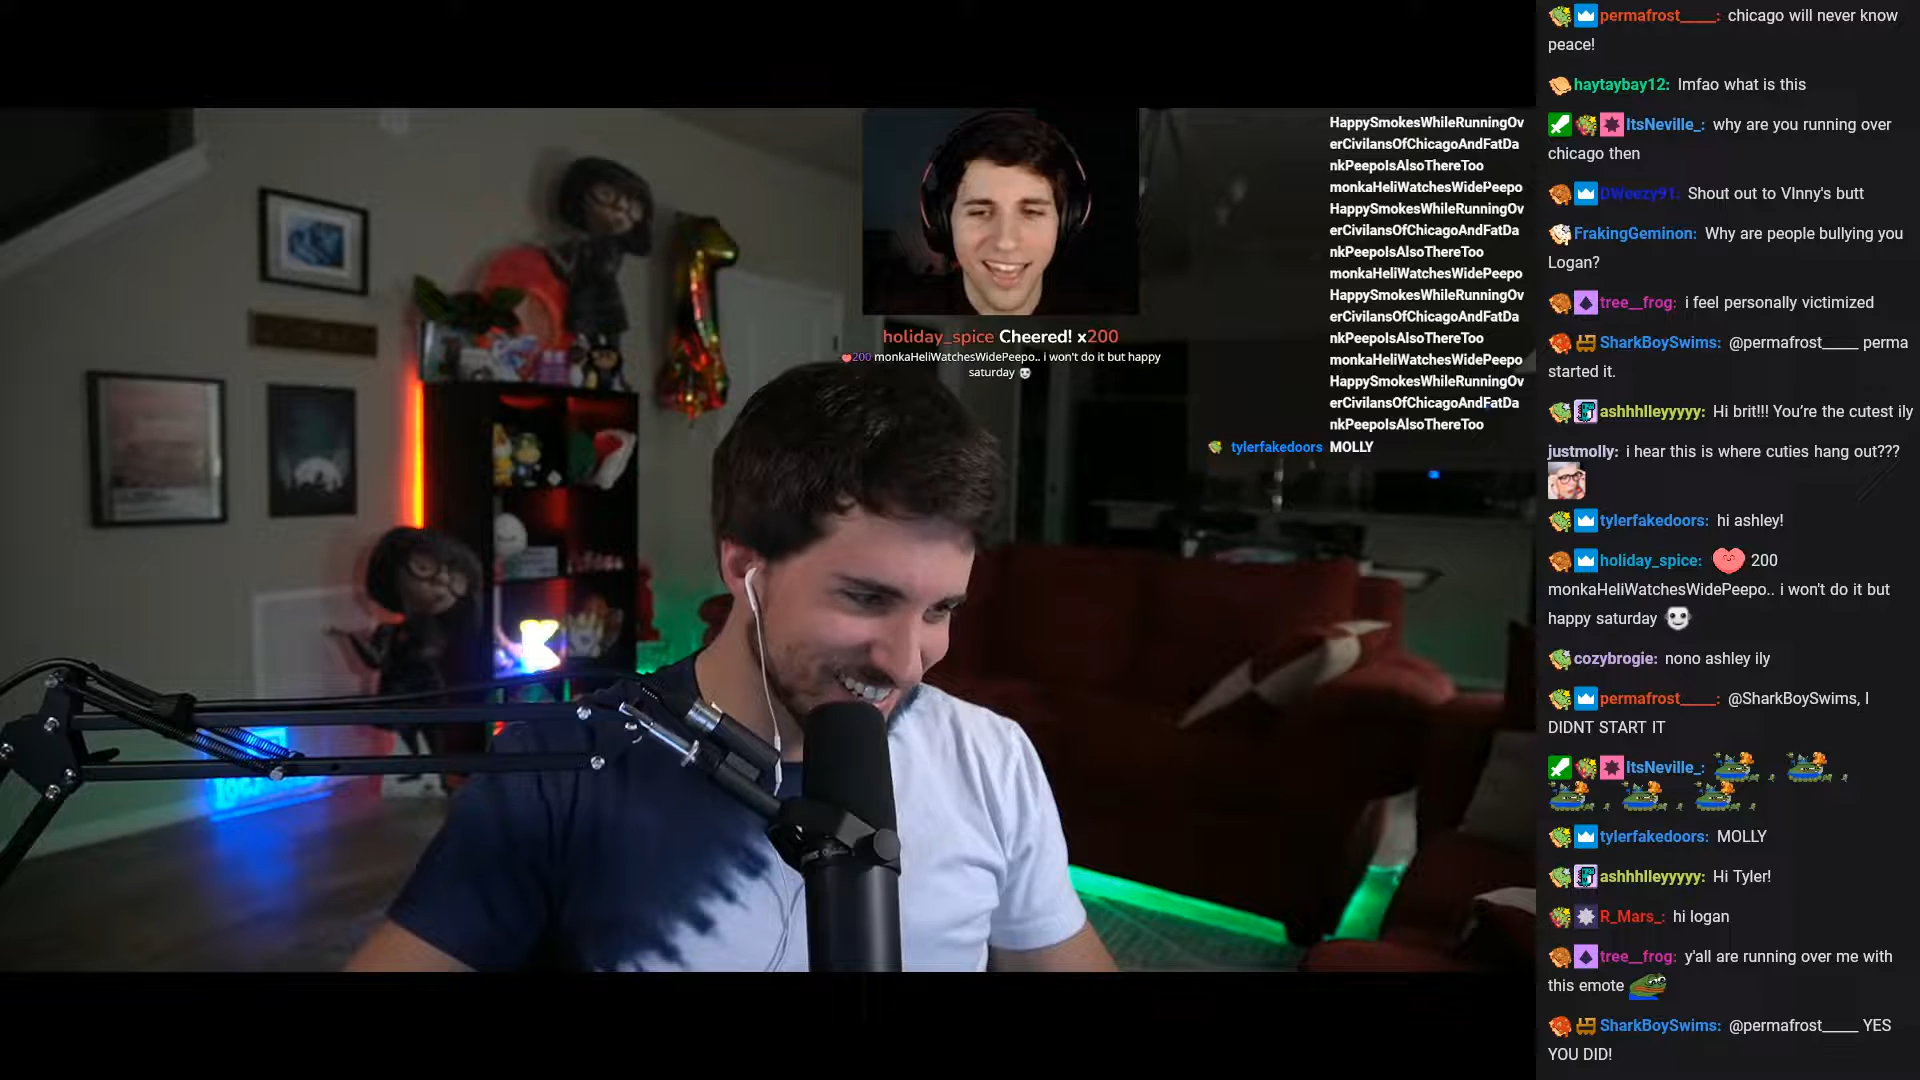 HappySmokesWhileRunningOv
erCivilansOfChicagoAndFatDa
nkPeepoIsAlsoThereToo
monkaHeliWatchesWidePeepo
HappySmokesWhileRunningOv
erCivilansOfChicagoAndFatDa
nkPeepoIsAlsoThereToo
monkaHeliWatchesWidePeepo
HappySmokesWhileRunningOv
erCivilansOfChicagoAndFatDa
nkPeepoIsAlsoThereToo
monkaHeliWatchesWidePeepo
HappySmokesWhileRunningOv
erCivilansOfChicagoAndFatDa
nkPeepoIsAlsoThereToo
tylerfakedoors MOLLY
holiday_spice Cheered! x200
200 monkaHeliWatchesWidePeepo.. i won't do it but happy
saturday
permafrost_____: chicago will never know
peace!
haytaybay12: lmfao what is this
ItsNeville_: why are you running over
chicago then
DWeezy91: Shout out to VInny's butt
FrakingGeminon: Why are people bullying you
Logan?
tree__frog: i feel personally victimized
SharkBoySwims: @permafrost_____ perma
started it.
ashhhlleyyyyy: Hi brit!!! You’re the cutest ily
justmolly: i hear this is where cuties hang out???
tylerfakedoors: hi ashley!
holiday_spice: 200
monkaHeliWatchesWidePeepo.. i won't do it but
happy saturday
cozybrogie: nono ashley ily
permafrost_____: @SharkBoySwims, I
DIDNT START IT
ItsNeville_:
tylerfakedoors: MOLLY
ashhhlleyyyyy: Hi Tyler!
R_Mars_: hi logan
tree__frog: y'all are running over me with
this emote
SharkBoySwims: @permafrost_____ YES
YOU DID!